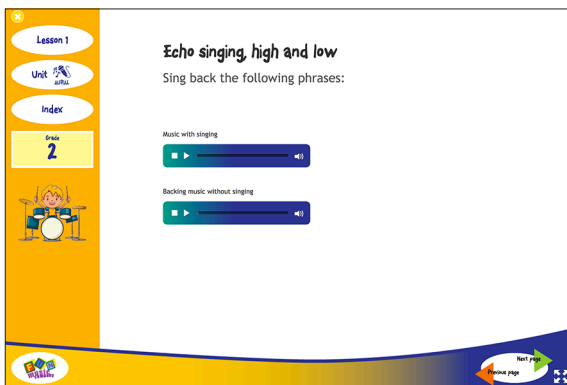 Lesson 1
Unit
AURAL
Index
Grade
2
Echo singing, high and low
Sing back the following phrases:
Music with singing
Backing music without singing
Next page
Previous page